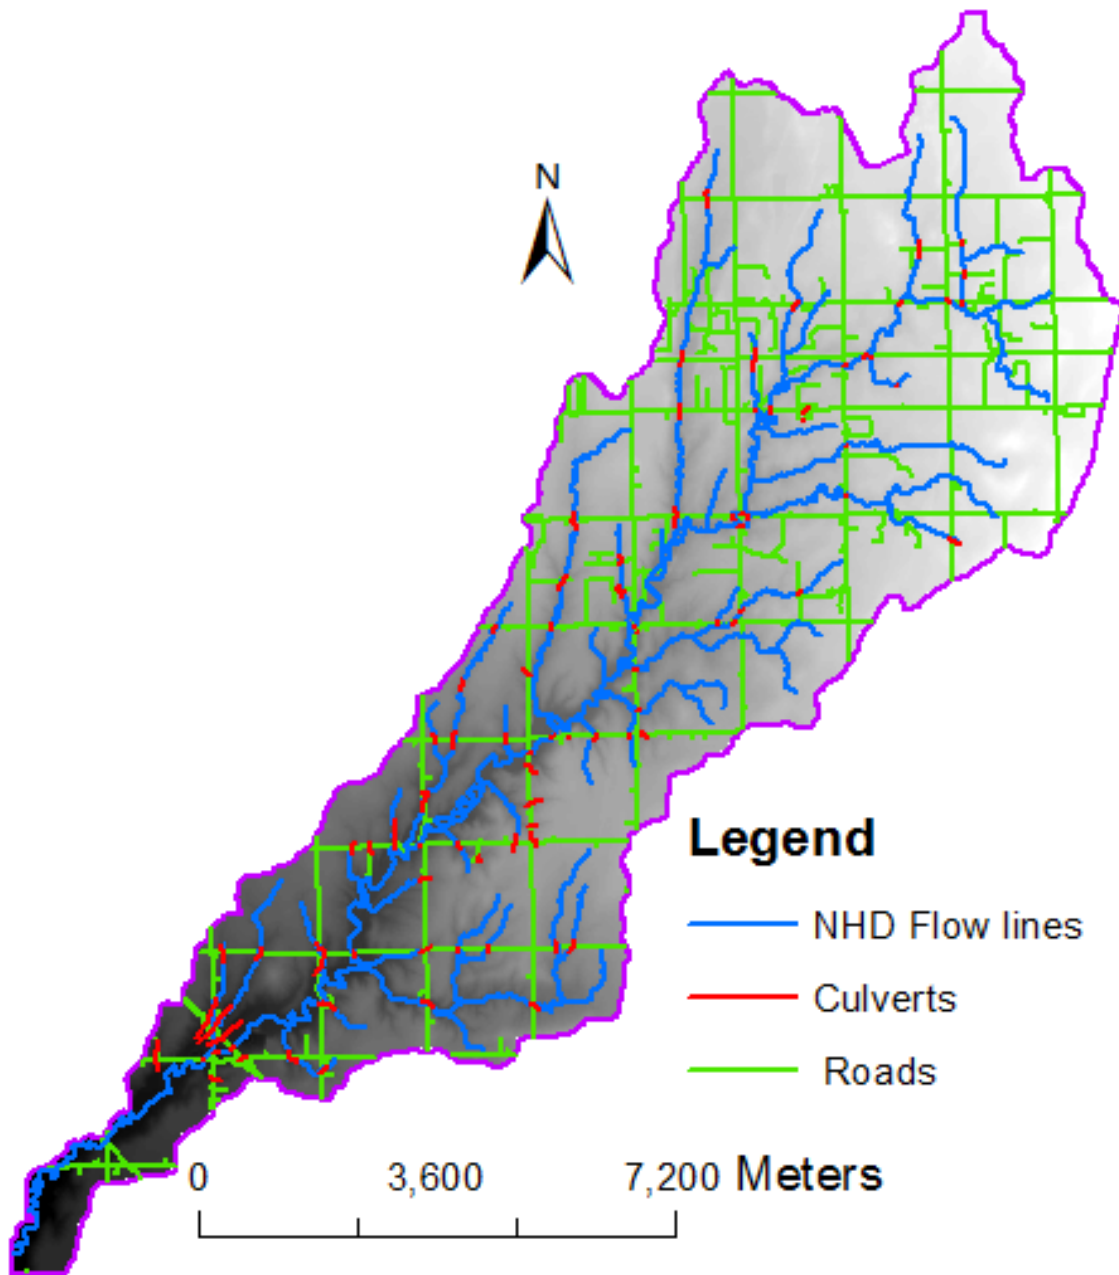 N
Legend
NHD Flow lines
Culverts
Roads
0 3,600 7,200 Meters